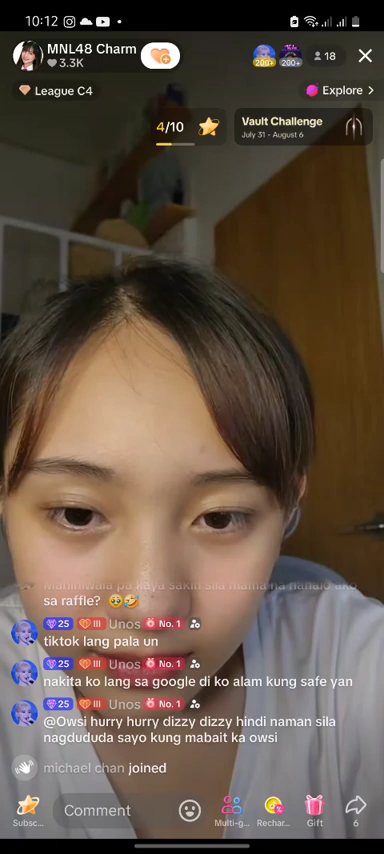 10:12
MNL48 Charm
3.3K
200+
200+
18
League C4
Explore
4/10
Vault Challenge
July 31 - August 6
sa raffle? 🥹🤣
25 III Unos No. 1
tiktok lang pala un
25 III Unos No. 1
nakita ko lang sa google di ko alam kung safe yan
25 III Unos No. 1
@Owsi hurry hurry dizzy dizzy hindi naman sila
nagdududa sayo kung mabait ka owsi
michael chan joined
Comment
Subsc...
Multi-g...
Rechar...
Gift
6